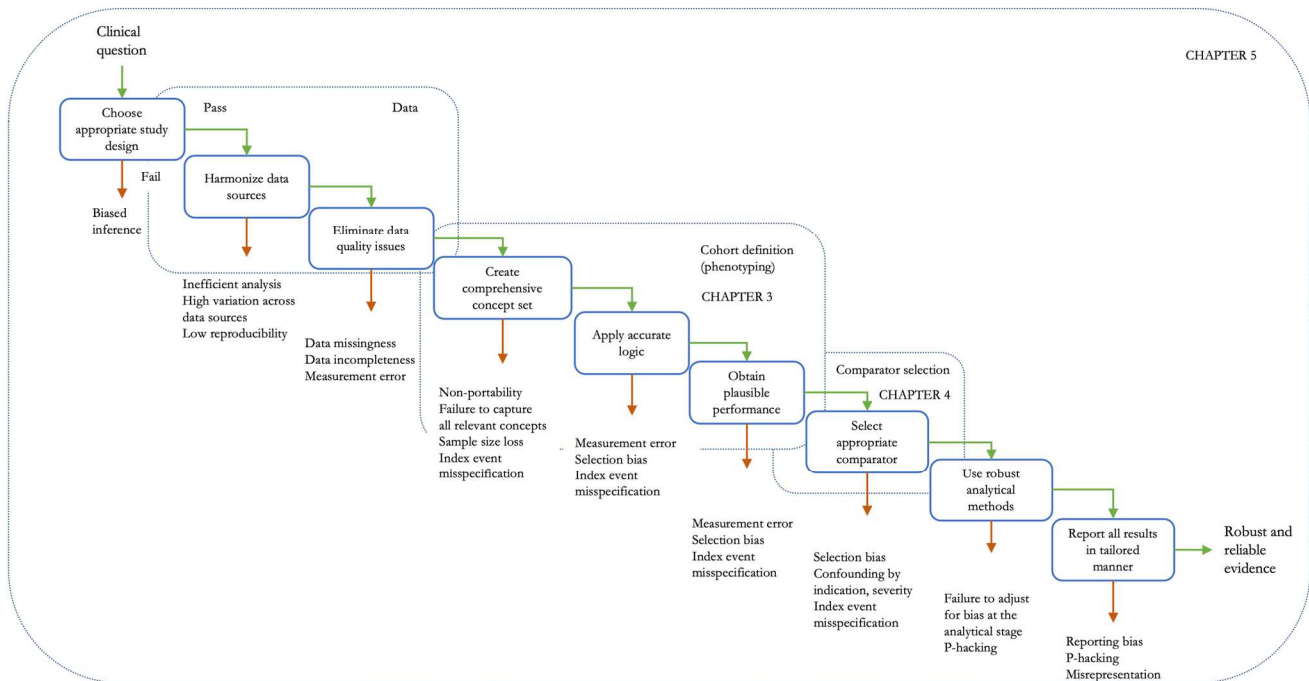 Clinical
question
CHAPTER 5
Choose
appropriate study
design
Pass
Data
Fail
Harmonize data
sources
Biased
inference
Eliminate data
quality issues
Inefficient analysis
High variation across
data sources
Low reproducibility
Cohort definition
(phenotyping)
CHAPTER 3
Create
comprehensive
concept set
Data missingness
Data incompleteness
Measurement error
Apply accurate
logic
Non-portability
Failure to capture
all relevant concepts
Sample size loss
Index event
misspecification
Obtain
plausible
performance
Comparator selection
CHAPTER 4
Measurement error
Selection bias
Index event
misspecification
Select
appropriate
comparator
Measurement error
Selection bias
Index event
misspecification
Use robust
analytical
methods
Selection bias
Confounding by
indication, severity
Index event
misspecification
Report all results
in tailored
manner
Robust and
reliable
evidence
Failure to adjust
for bias at the
analytical stage
P-hacking
Reporting bias
P-hacking
Misrepresentation